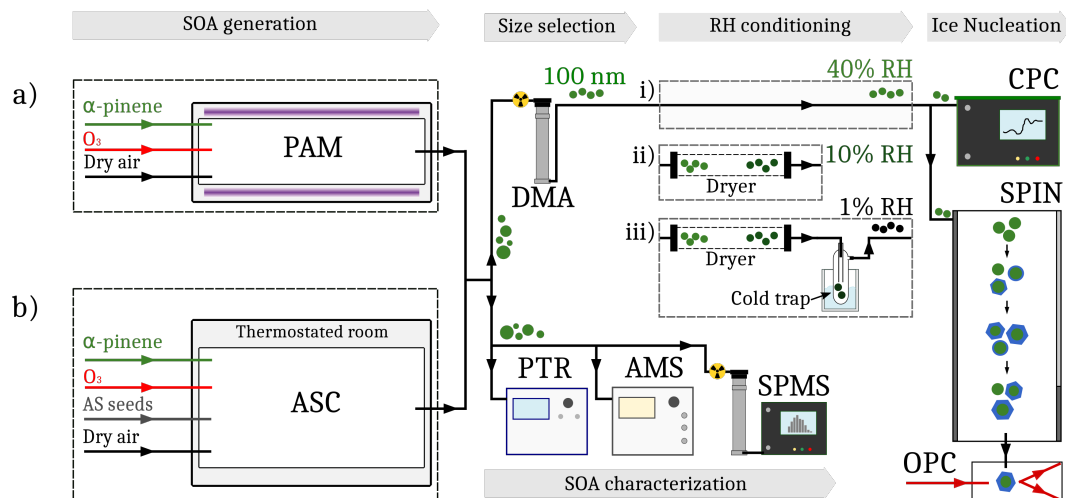 SOA generation
Size selection
RH conditioning
Ice Nucleation
a)
α-pinene
O₃
Dry air
PAM
100 nm
DMA
i)
40% RH
ii)
10% RH
Dryer
iii)
1% RH
Dryer
Cold trap
CPC
SPIN
b)
Thermostated room
α-pinene
O₃
AS seeds
Dry air
ASC
PTR
AMS
SPMS
OPC
SOA characterization